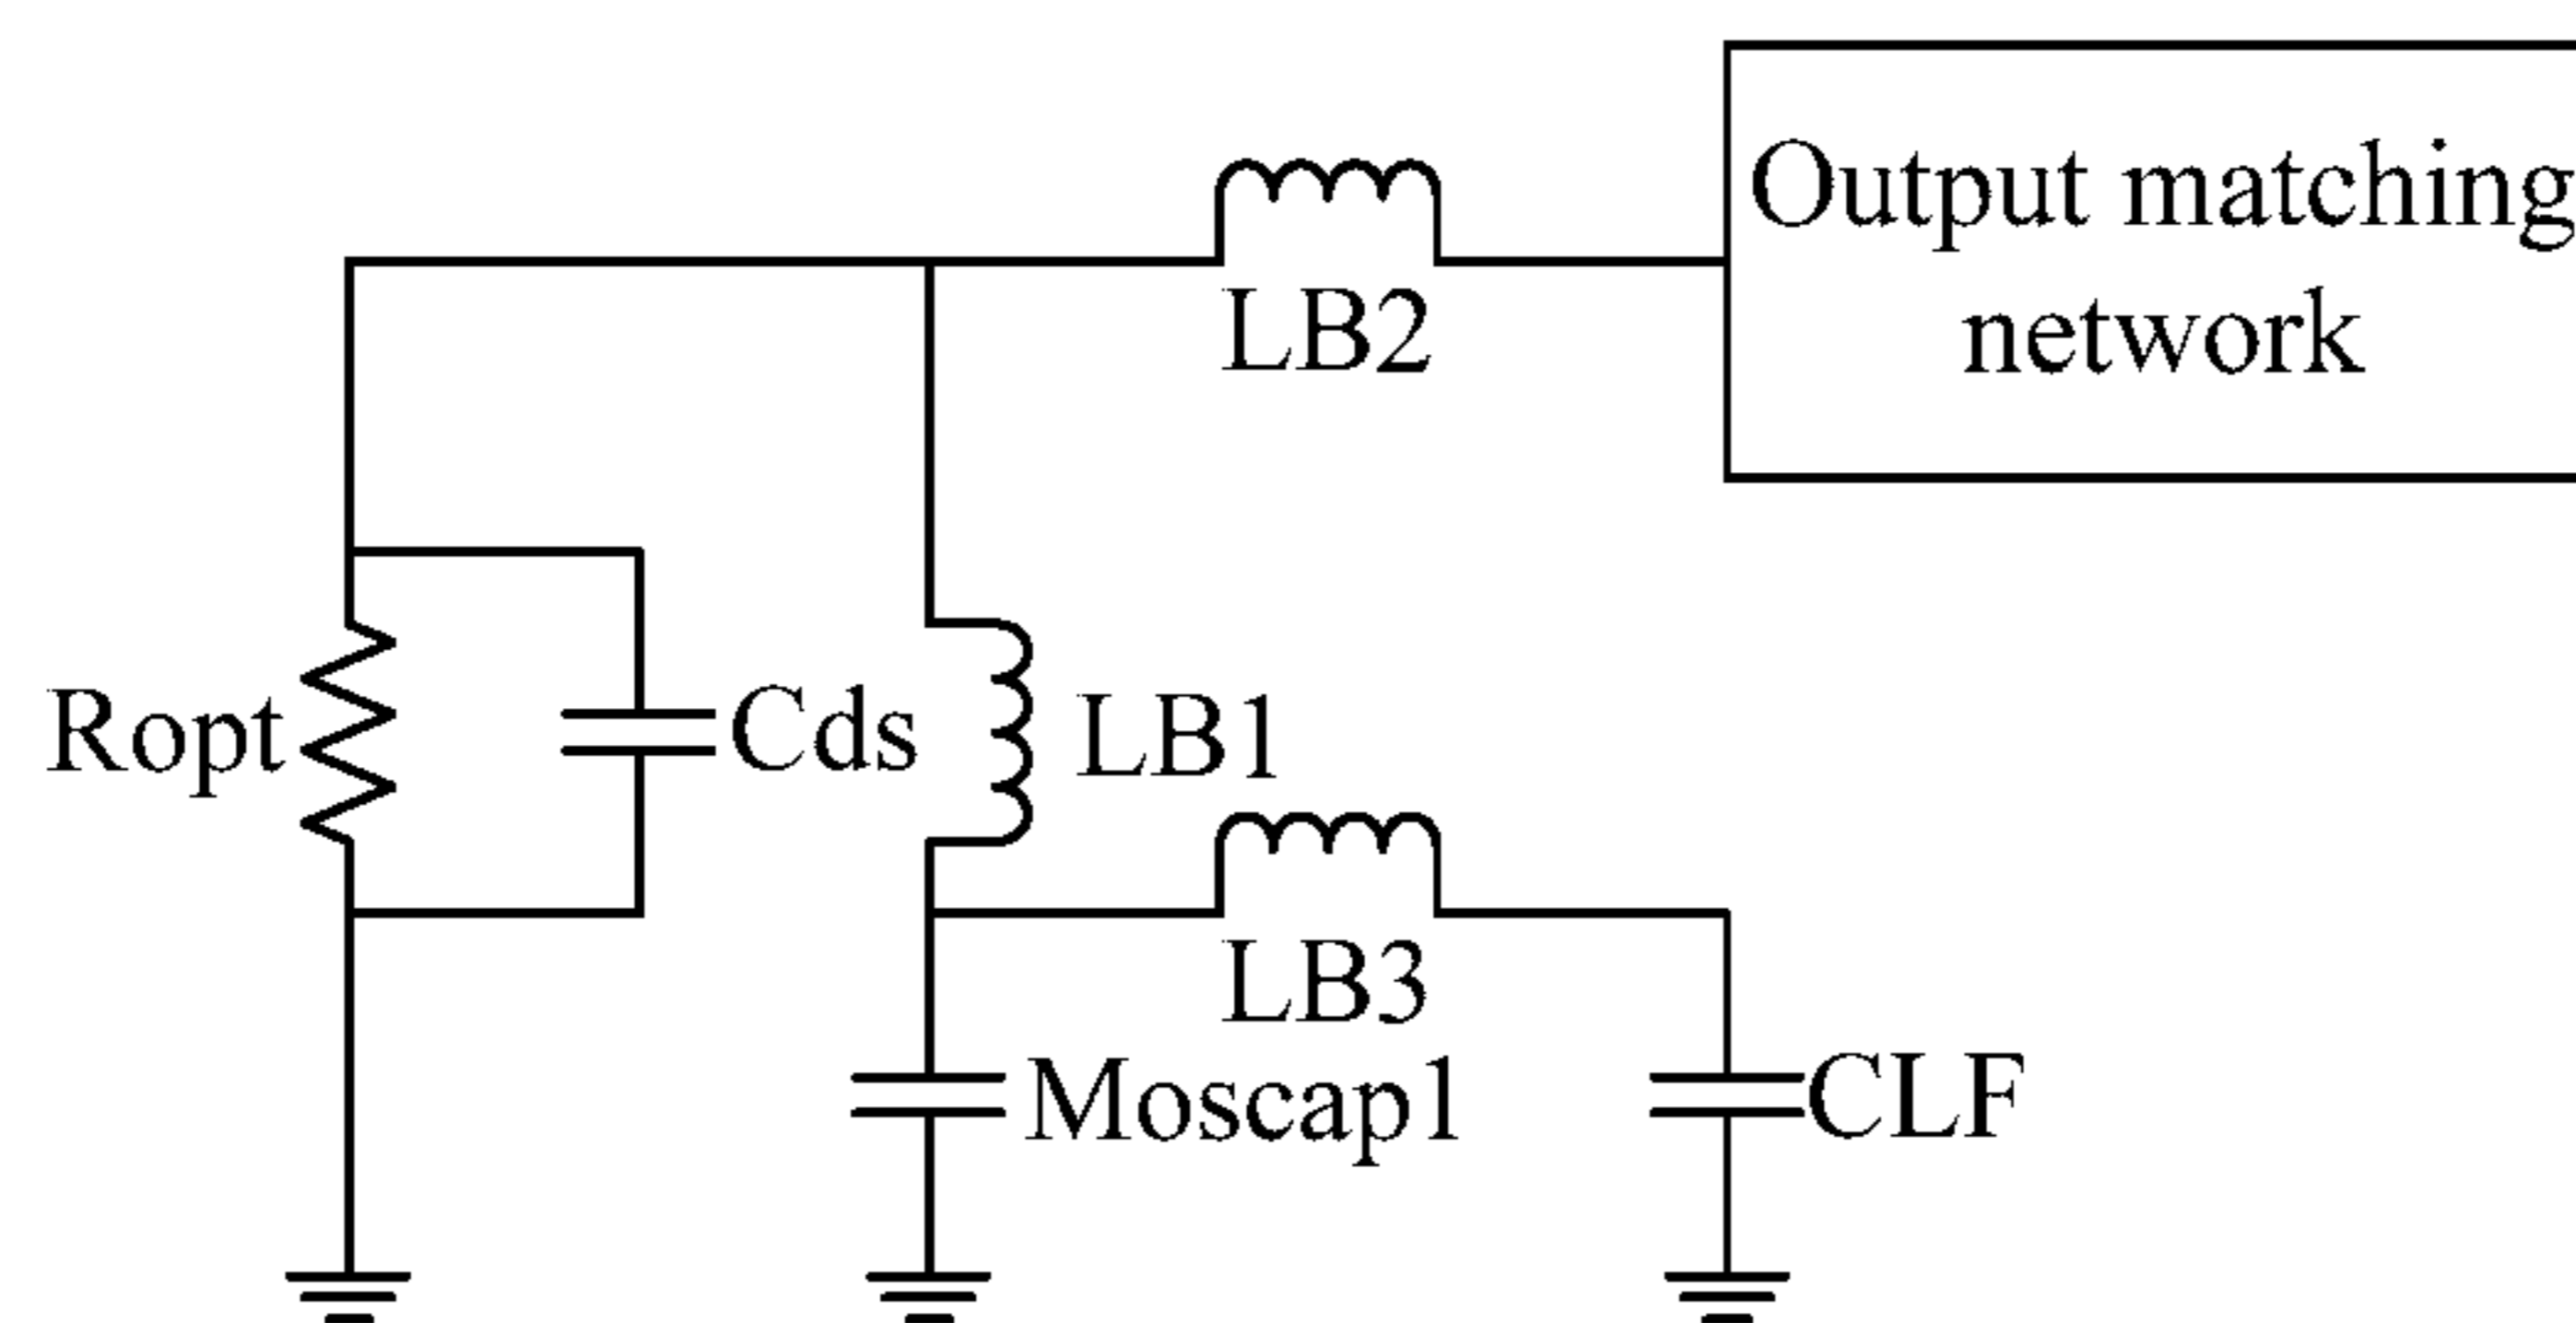 Output matching
network
LB2
Ropt
Cds
LB1
LB3
Moscap1
CLF